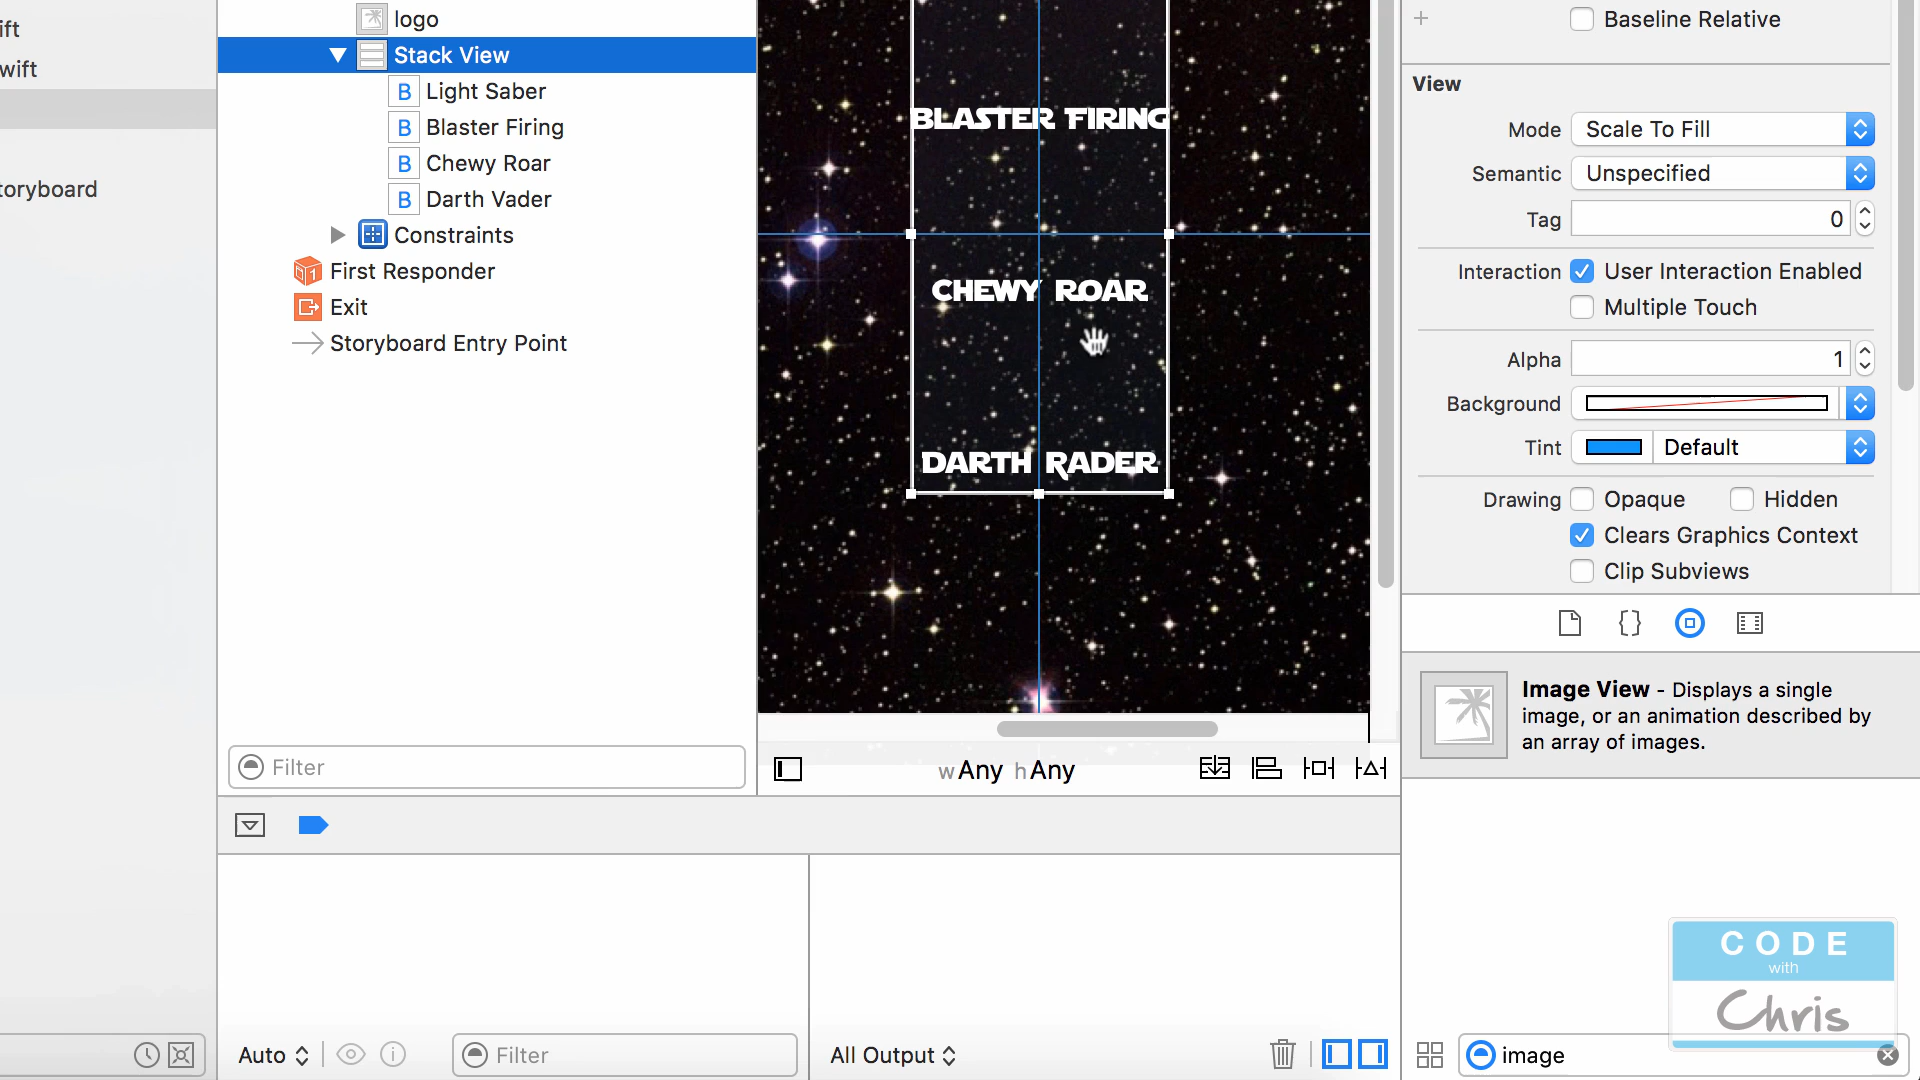 ift
wift
toryboard
logo
Stack View
B Light Saber
B Blaster Firing
B Chewy Roar
B Darth Vader
Constraints
1 First Responder
Exit
Storyboard Entry Point
Filter
BLASTER FIRING
CHEWY ROAR
DARTH RADER
wAny hAny
Baseline Relative
View
Mode Scale To Fill
Semantic Unspecified
Tag 0
Interaction User Interaction Enabled
Multiple Touch
Alpha 1
Background
Tint Default
Drawing Opaque Hidden
Clears Graphics Context
Clip Subviews
Image View - Displays a single
image, or an animation described by
an array of images.
Auto
Filter
All Output
CODE
with
Chris
image